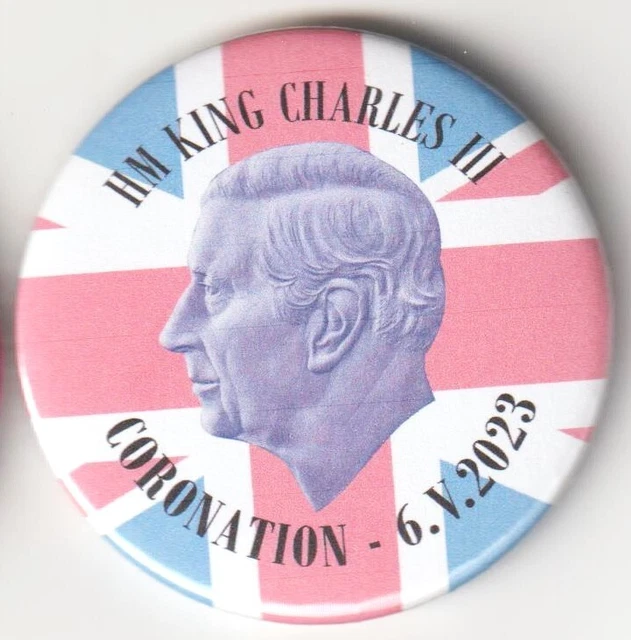 HM KING CHARLES III
CORONATION - 6.V.2023